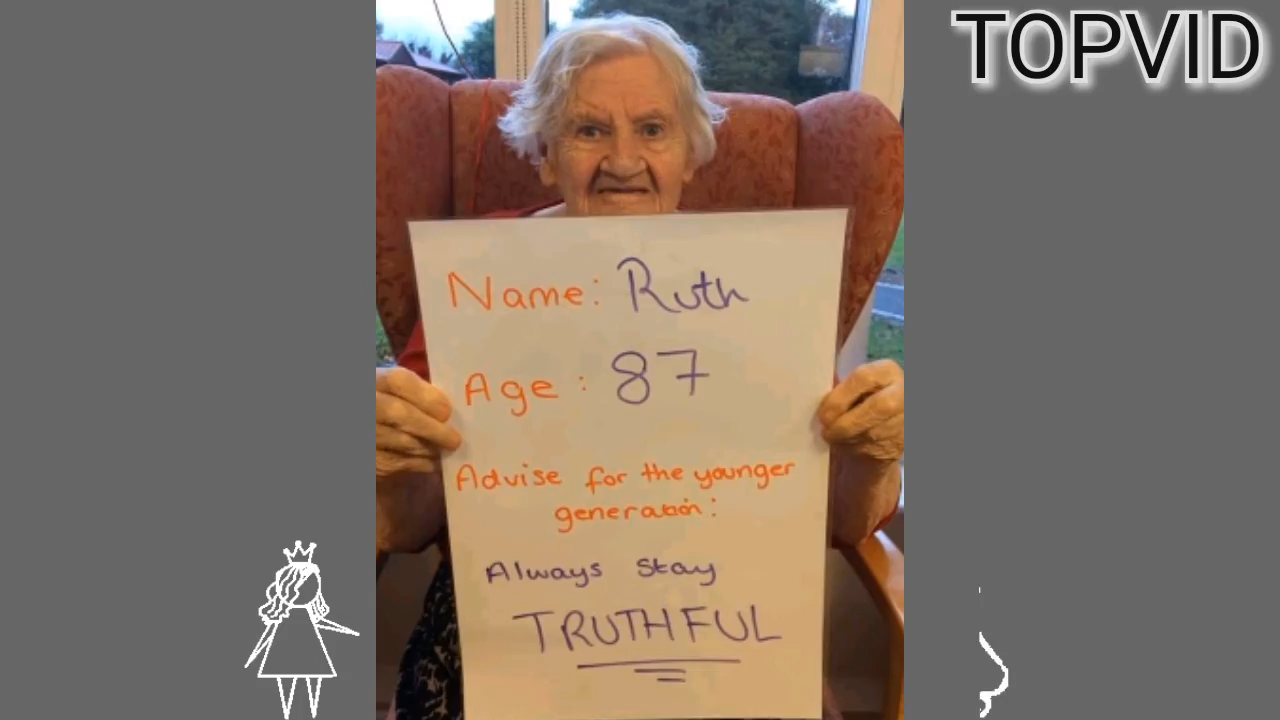 TOPVID
Name: Ruth
Age: 87
Advise for the younger
generation:
Always stay
TRUTHFUL